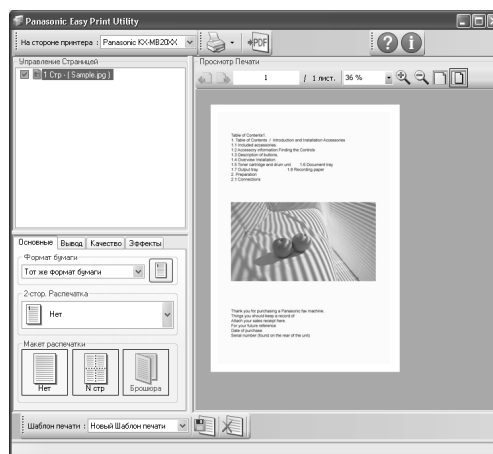 Panasonic Easy Print Utility
На стороне принтера : Panasonic KX-MB20XX
PDF
Управление Страницей
1 Стр - ( Sample.jpg )
Просмотр Печати
1 / 1 лист. 36 %
Table of Contents1
1 Table of Contents / Introduction and Installation Accessories
1.1 Included accessories
1.2 Accessory information Finding the Controls
1.3 Description of buttons
1.4 Overview Installation
1.5 Toner cartridge and drum unit 1.6 Document tray
1.7 Output tray 1.8 Recording paper
2 Preparation
2.1 Connections
Thank you for purchasing a Panasonic fax machine.
Things you should keep a record of
Attach your sales receipt here.
For your future reference
Date of purchase
Serial number (found on the rear of the unit)
Основные Вывод Качество Эффекты
Формат бумаги
Тот же формат бумаги
2-стор. Распечатка
Нет
Макет распечатки
Нет N стр Брошюра
Шаблон печати : Новый Шаблон печати